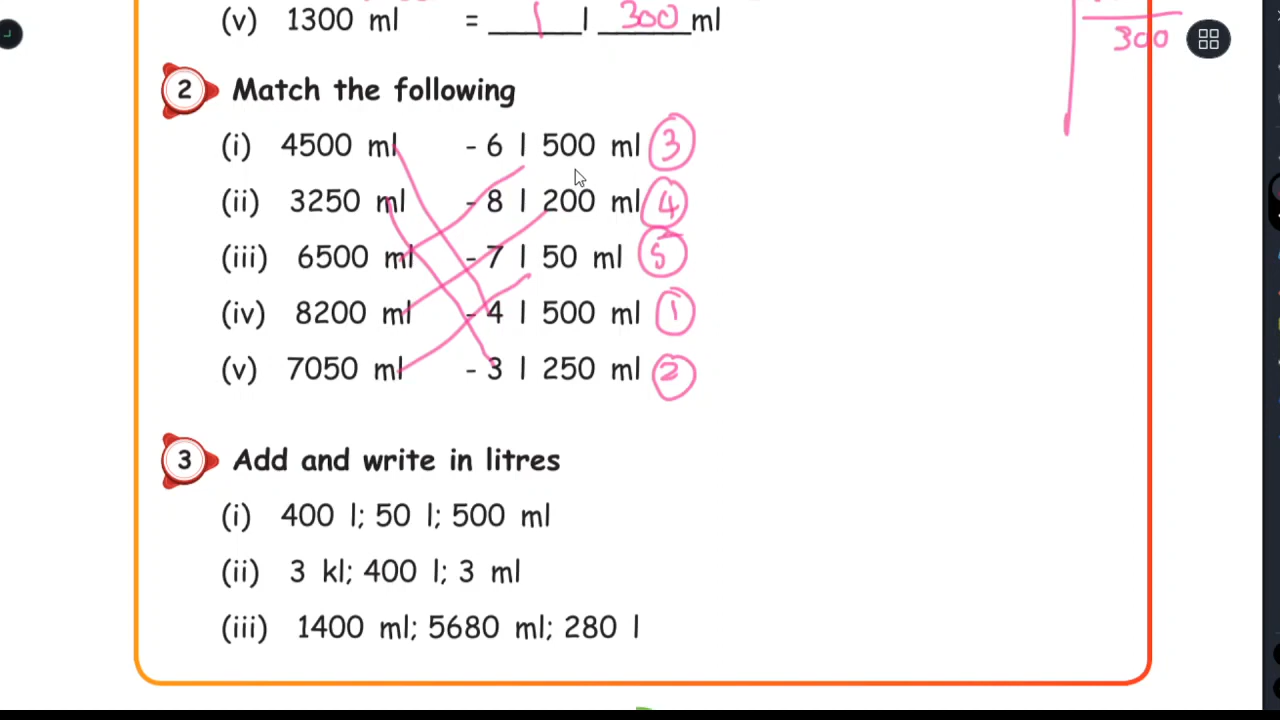 (v) 1300 ml = 1 l 300 ml
300
2 Match the following
(i) 4500 ml - 6 l 500 ml 3
(ii) 3250 ml - 8 l 200 ml 4
(iii) 6500 ml - 7 l 50 ml 5
(iv) 8200 ml - 4 l 500 ml 1
(v) 7050 ml - 3 l 250 ml 2
3 Add and write in litres
(i) 400 l; 50 l; 500 ml
(ii) 3 kl; 400 l; 3 ml
(iii) 1400 ml; 5680 ml; 280 l